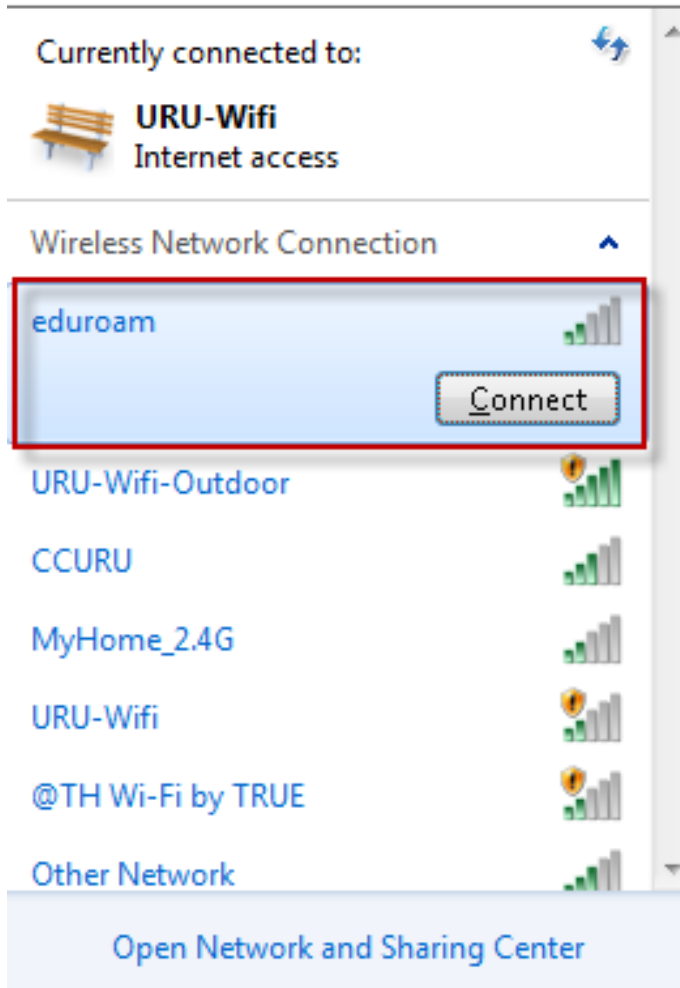 Currently connected to:
URU-Wifi
Internet access
Wireless Network Connection
eduroam
Connect
URU-Wifi-Outdoor
CCURU
MyHome_2.4G
URU-Wifi
@TH Wi-Fi by TRUE
Other Network
Open Network and Sharing Center